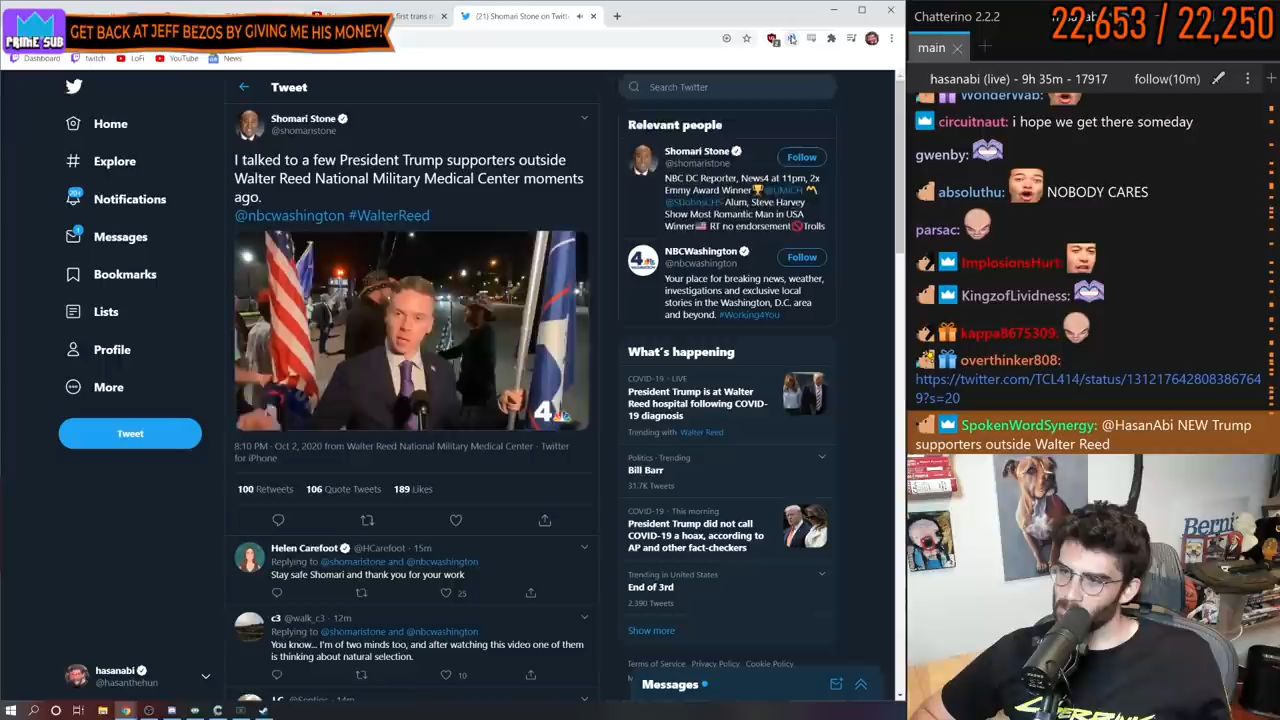 PRIME SUB
GET BACK AT JEFF BEZOS BY GIVING ME HIS MONEY!
first trans
(21) Shomari Stone on Twitt
Dashboard
twitch
LoFi
YouTube
News
Home
Explore
20+
Notifications
1
Messages
Bookmarks
Lists
Profile
More
Tweet
hasanabi
@hasanthehun
Tweet
Shomari Stone
@shomaristone
I talked to a few President Trump supporters outside
Walter Reed National Military Medical Center moments
ago.
@nbcwashington #WalterReed
4
8:10 PM · Oct 2, 2020 from Walter Reed National Military Medical Center · Twitter
for iPhone
100 Retweets 106 Quote Tweets 189 Likes
Helen Carefoot @HCarefoot · 15m
Replying to @shomaristone and @nbcwashington
Stay safe Shomari and thank you for your work
25
c3 @walk_c3 · 12m
Replying to @shomaristone and @nbcwashington
You know... I'm of two minds too, and after watching this video one of them
is thinking about natural selection.
10
Search Twitter
Relevant people
Shomari Stone
@shomaristone
Follow
NBC DC Reporter, News4 at 11pm, 2x
Emmy Award Winner🏆@UMICH
@StJohnsCHS Alum, Steve Harvey
Show Most Romantic Man in USA
Winner🇺🇸 RT no endorsement🚫Trolls
NBCWashington
@nbcwashington
Follow
Your place for breaking news, weather,
investigations and exclusive local
stories in the Washington, D.C. area
and beyond. #Working4You
What's happening
COVID-19 · LIVE
President Trump is at Walter
Reed hospital following COVID-
19 diagnosis
Trending with Walter Reed
Politics · Trending
Bill Barr
31.7K Tweets
COVID-19 · This morning
President Trump did not call
COVID a hoax, according to
AP and other fact-checkers
Trending in United States
End of 3rd
2,390 Tweets
Show more
Terms of Service Privacy Policy Cookie Policy
Messages
Chatterino 2.2.2
22,653 / 22,250
main
hasanabi (live) - 9h 35m - 17917
follow(10m)
WonderWab:
circuitnaut: i hope we get there someday
gwenby:
absoluthu: NOBODY CARES
parsac:
ImplosionsHurt:
KingzofLividness:
kappa8675309:
overthinker808:
https://twitter.com/TCL414/status/131217642808386764
9?s=20
SpokenWordSynergy: @HasanAbi NEW Trump
supporters outside Walter Reed
Bernie